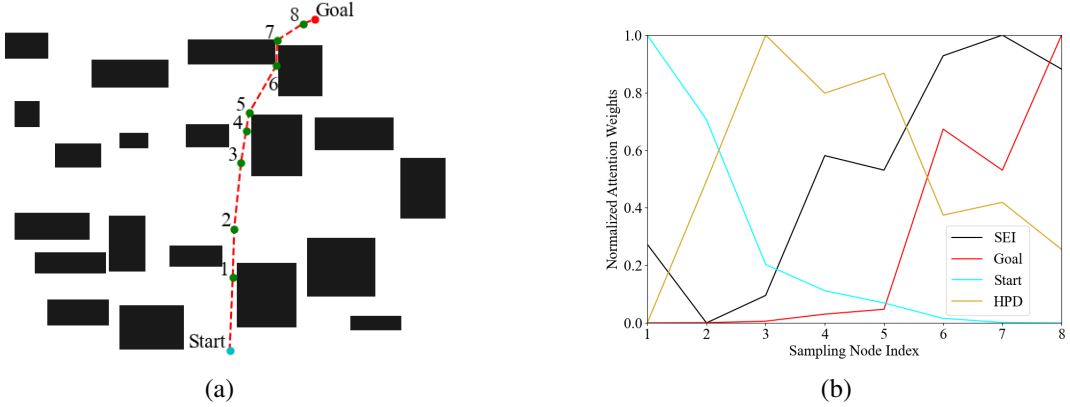 8
Goal
7
6
5
4
3
2
1
Start
(a)
Normalized Attention Weights
1.0
0.8
0.6
0.4
0.2
0.0
SEI
Goal
Start
HPD
1 2 3 4 5 6 7 8
Sampling Node Index
(b)